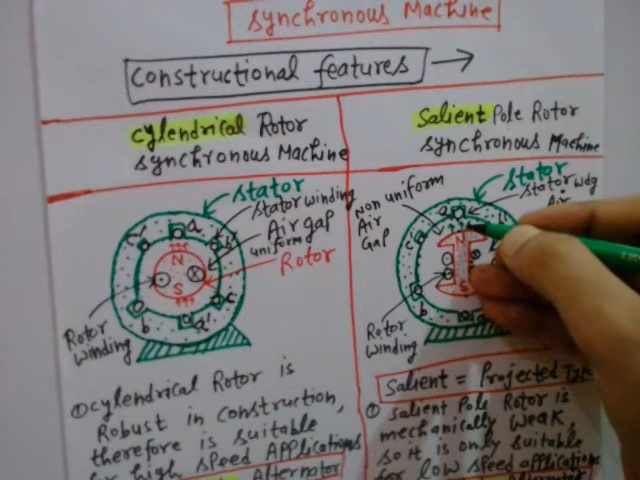 synchronous Machine
constructional features
cylendrical Rotor
synchronous Machine
stator
stator winding
Air gap
uniform
Rotor
a
b'
c
a'
b
c'
N
S
Rotor
winding
① cylendrical Rotor is
Robust in construction,
therefore is suitable
for high speed Applications
Alternator
Salient Pole Rotor
synchronous Machine
Non uniform
Air
Gap
stator
stator wdg
Air
a
b'
c'
N
S
Rotor
winding
Salient = Projected Type
① salient Pole Rotor is
mechanically weak,
so it is only suitable
for low speed applications
Alternator